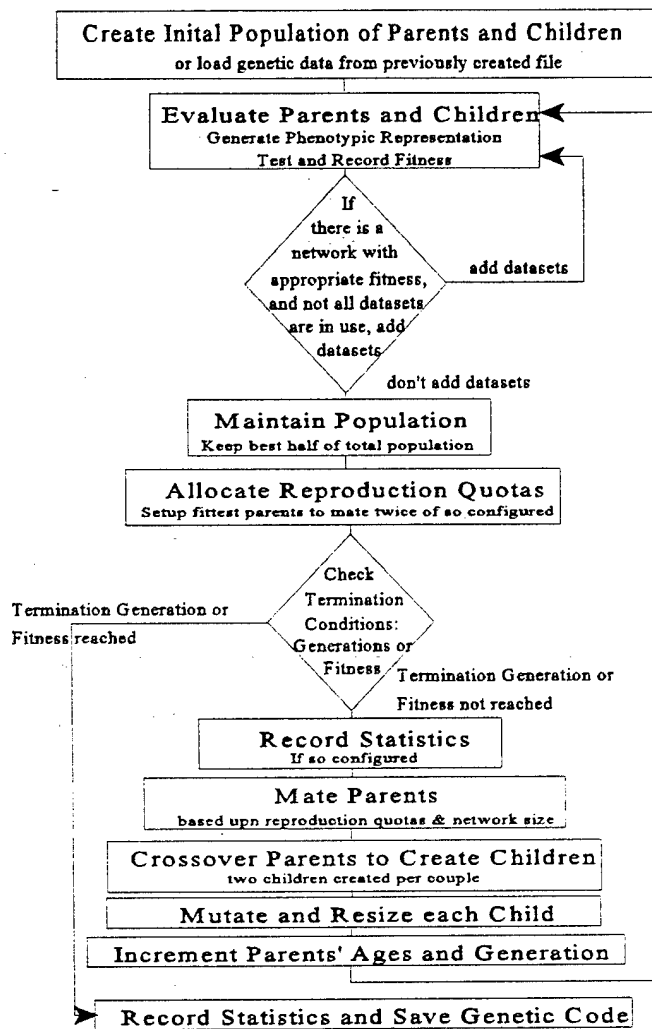 Create Inital Population of Parents and Children
or load genetic data from previously created file
Evaluate Parents and Children
Generate Phenotypic Representation
Test and Record Fitness
If
there is a
network with
appropriate fitness,
and not all datasets
are in use, add
datasets
add datasets
don't add datasets
Maintain Population
Keep best half of total population
Allocate Reproduction Quotas
Setup fittest parents to mate twice of so configured
Check
Termination
Conditions:
Generations or
Fitness
Termination Generation or
Fitness reached
Termination Generation or
Fitness not reached
Record Statistics
If so configured
Mate Parents
based upn reproduction quotas & network size
Crossover Parents to Create Children
two children created per couple
Mutate and Resize each Child
Increment Parents' Ages and Generation
Record Statistics and Save Genetic Code